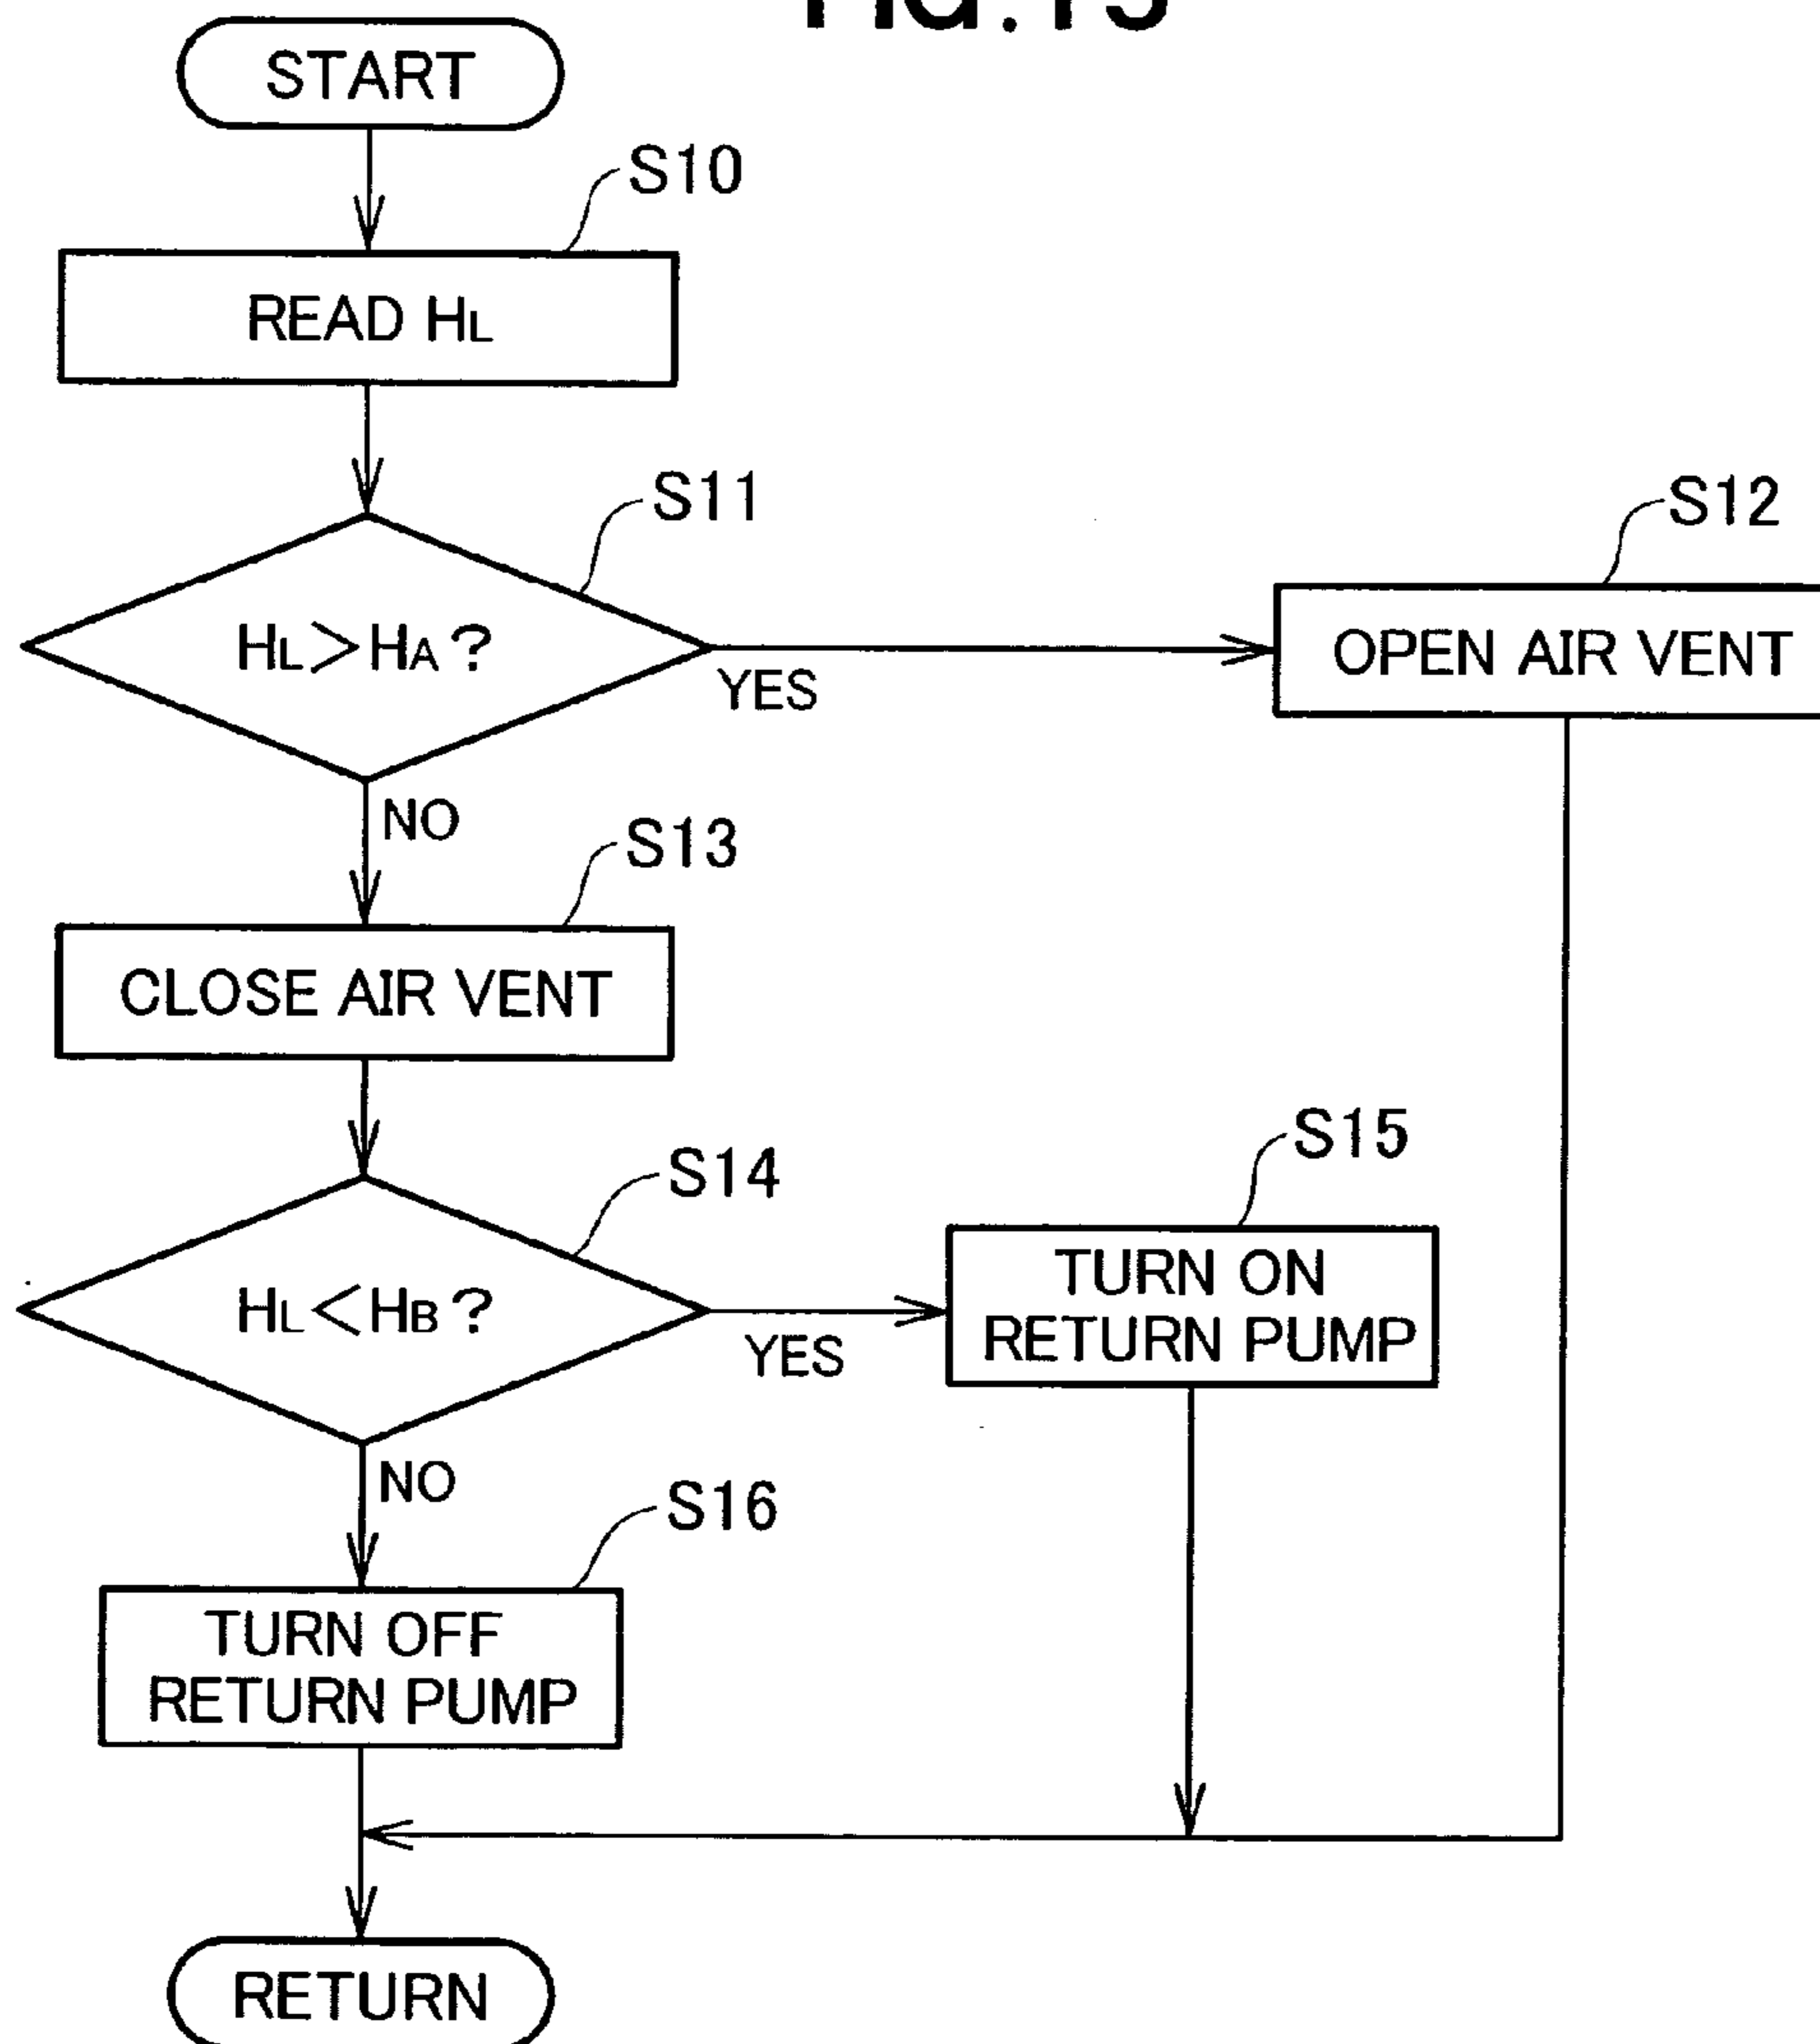 START
S10
READ HL
S11
HL>HA?
YES
S12
OPEN AIR VENT
NO
S13
CLOSE AIR VENT
S14
HL<HB?
YES
S15
TURN ON
RETURN PUMP
NO
S16
TURN OFF
RETURN PUMP
RETURN